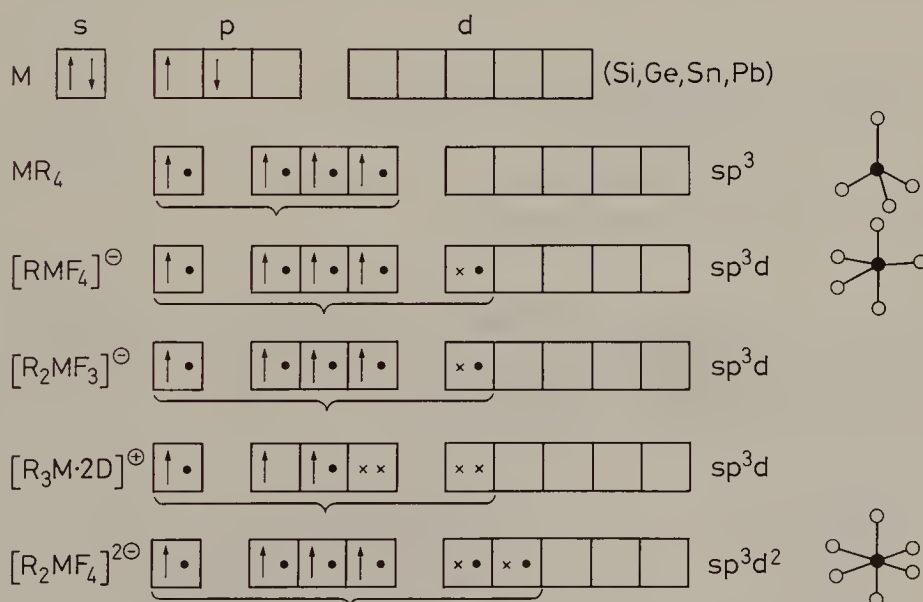 s p d
M ↑↓ ↑ ↓ (Si,Ge,Sn,Pb)
MR₄ ↑• ↑• ↑• ↑• sp³
[RMF₄]⊖ ↑• ↑• ↑• ↑• ו sp³d
[R₂MF₃]⊖ ↑• ↑• ↑• ↑• ו sp³d
[R₃M·2D]⊕ ↑• ↑ ↑• ×× ×× sp³d
[R₂MF₄]²⊖ ↑• ↑• ↑• ↑• ו ו sp³d²